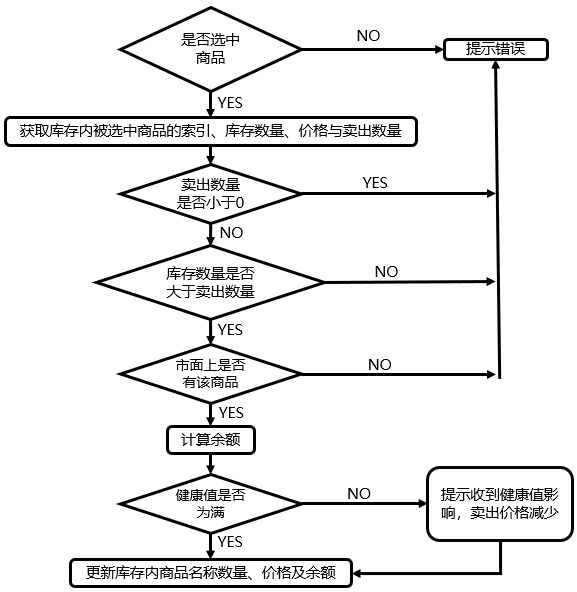 是否选中
商品
NO
提示错误
YES
获取库存内被选中商品的索引、库存数量、价格与卖出数量
卖出数量
是否小于0
YES
NO
库存数量是否
大于卖出数量
NO
YES
市面上是否
有该商品
NO
YES
计算余额
健康值是否
为满
NO
提示收到健康值影
响，卖出价格减少
YES
更新库存内商品名称数量、价格及余额